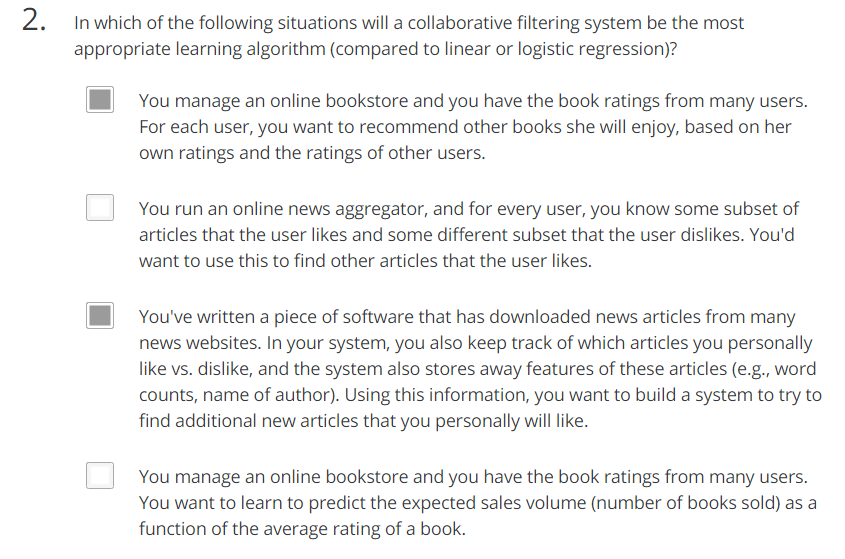 2. In which of the following situations will a collaborative filtering system be the most
appropriate learning algorithm (compared to linear or logistic regression)?
You manage an online bookstore and you have the book ratings from many users.
For each user, you want to recommend other books she will enjoy, based on her
own ratings and the ratings of other users.
You run an online news aggregator, and for every user, you know some subset of
articles that the user likes and some different subset that the user dislikes. You'd
want to use this to find other articles that the user likes.
You've written a piece of software that has downloaded news articles from many
news websites. In your system, you also keep track of which articles you personally
like vs. dislike, and the system also stores away features of these articles (e.g., word
counts, name of author). Using this information, you want to build a system to try to
find additional new articles that you personally will like.
You manage an online bookstore and you have the book ratings from many users.
You want to learn to predict the expected sales volume (number of books sold) as a
function of the average rating of a book.